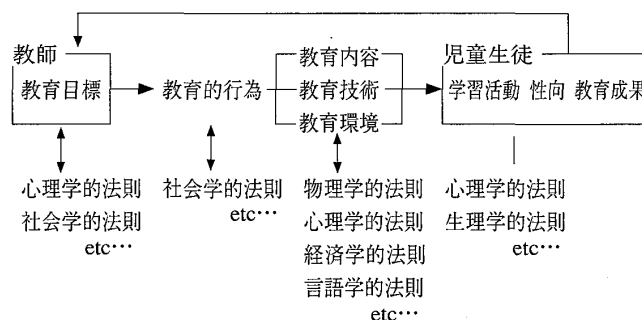 教師
教育目標
教育的行為
教育内容
教育技術
教育環境
児童生徒
学習活動 性向 教育成果
心理学的法則
社会学的法則
etc…
社会学的法則
etc…
物理学的法則
心理学的法則
経済学的法則
言語学的法則
etc…
心理学的法則
生理学的法則
etc…